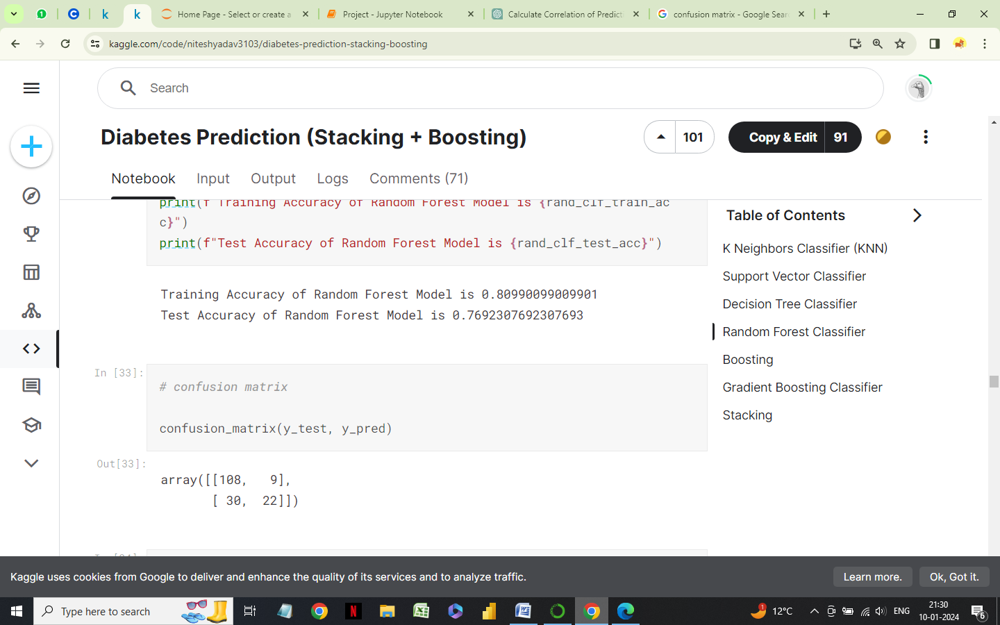 Home Page - Select or create a
Project - Jupyter Notebook
Calculate Correlation of Predicti
confusion matrix - Google Sear
kaggle.com/code/niteshyadav3103/diabetes-prediction-stacking-boosting
Search
Diabetes Prediction (Stacking + Boosting)
101
Copy & Edit
91
Notebook
Input
Output
Logs
Comments (71)
print(f"Training Accuracy of Random Forest Model is {rand_clf_train_ac
c}")
print(f"Test Accuracy of Random Forest Model is {rand_clf_test_acc}")
Training Accuracy of Random Forest Model is 0.80990099009901
Test Accuracy of Random Forest Model is 0.7692307692307693
In [33]:
# confusion matrix
confusion_matrix(y_test, y_pred)
Out[33]:
array([[108, 9],
[ 30, 22]])
Table of Contents
K Neighbors Classifier (KNN)
Support Vector Classifier
Decision Tree Classifier
Random Forest Classifier
Boosting
Gradient Boosting Classifier
Stacking
Kaggle uses cookies from Google to deliver and enhance the quality of its services and to analyze traffic.
Learn more.
Ok, Got it.
Type here to search
1
12°C
ENG
21:30
10-01-2024
6